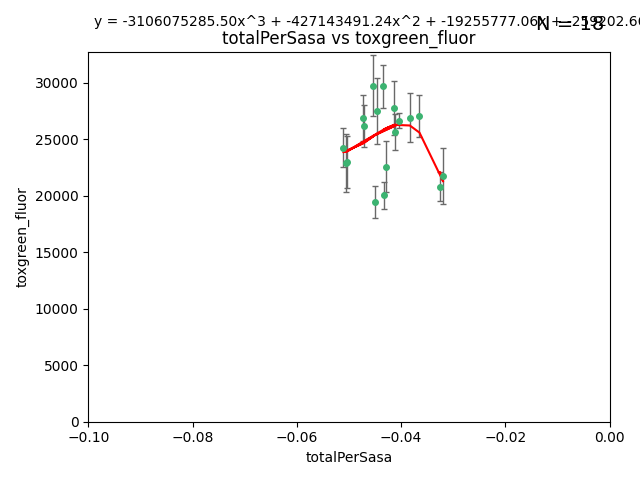 y = -3106075285.50x^3 + -427143491.24x^2 + -19255777.06x + -259202.66
N = 18
totalPerSasa vs toxgreen_fluor
toxgreen_fluor
30000
25000
20000
15000
10000
5000
0
−0.10
−0.08
−0.06
−0.04
−0.02
0.00
totalPerSasa